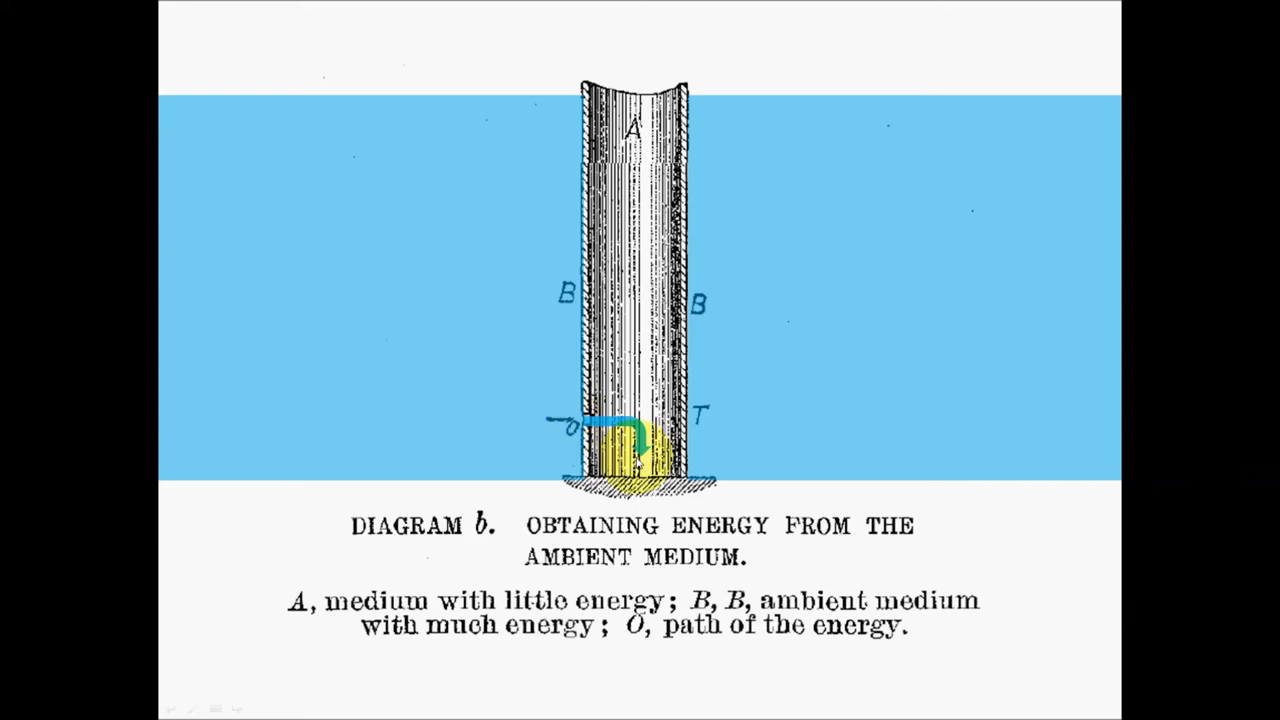 A
B
B
O
T
DIAGRAM b. OBTAINING ENERGY FROM THE
AMBIENT MEDIUM.
A, medium with little energy; B, B, ambient medium
with much energy; O, path of the energy.